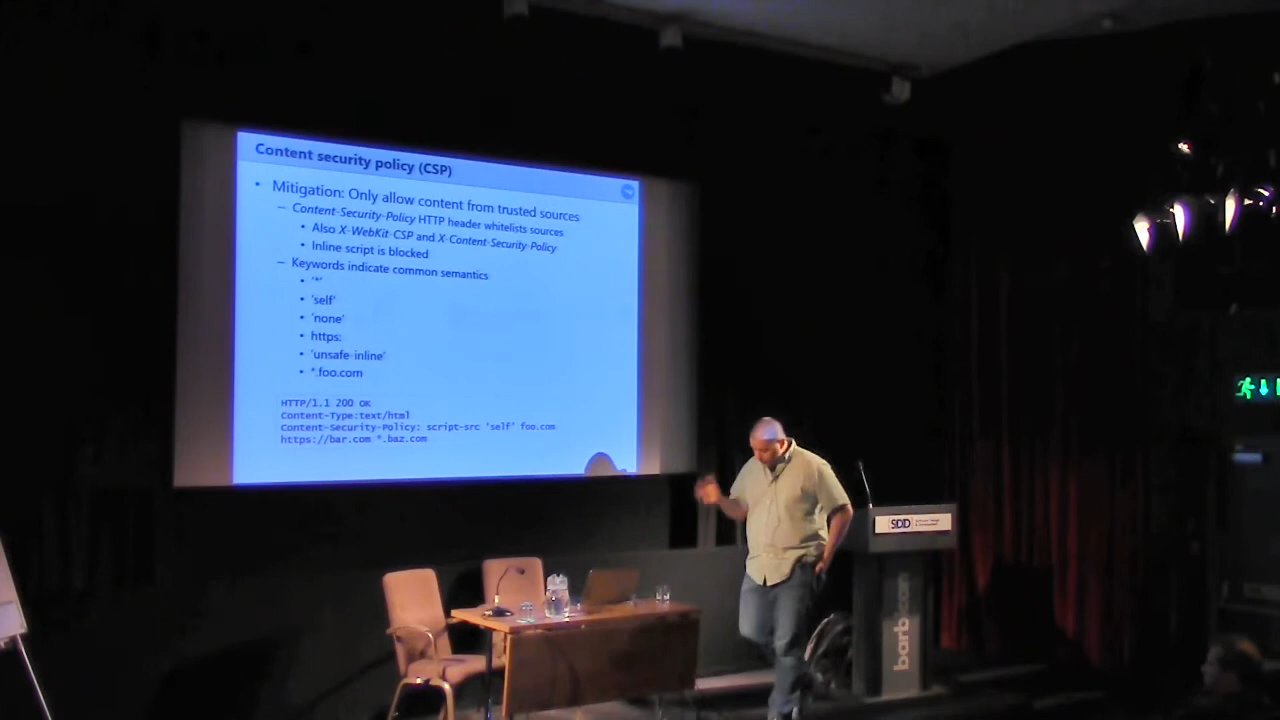 Content security policy (CSP)
• Mitigation: Only allow content from trusted sources
– Content-Security-Policy HTTP header whitelists sources
• Also X-WebKit-CSP and X-Content-Security-Policy
• Inline script is blocked
– Keywords indicate common semantics
• '*'
• 'self'
• 'none'
• https:
• 'unsafe-inline'
• *.foo.com
HTTP/1.1 200 OK
Content-Type:text/html
Content-Security-Policy: script-src 'self' foo.com
https://bar.com *.baz.com
SDD
barbican